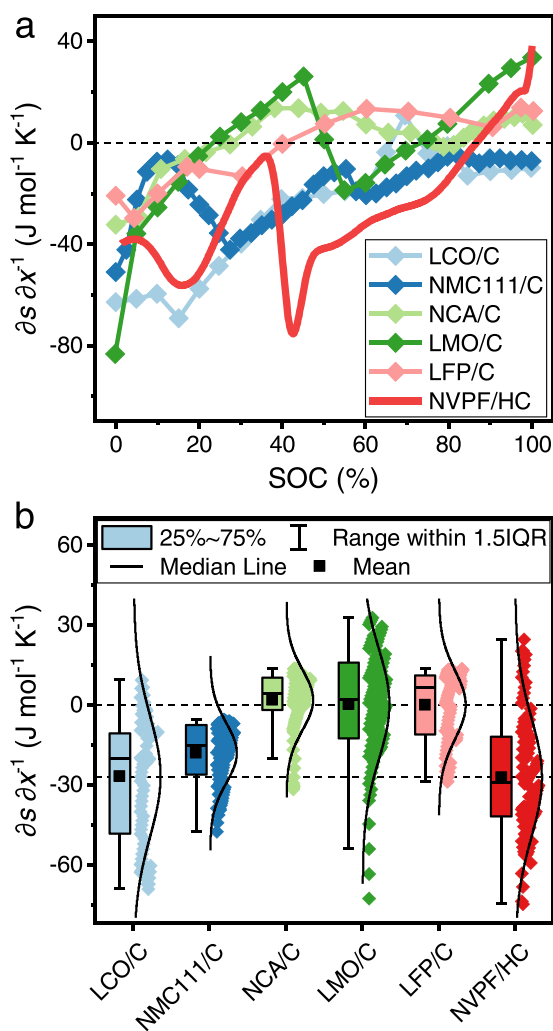 a
40
0
-40
-80
∂s ∂x⁻¹ (J mol⁻¹ K⁻¹)
LCO/C
NMC111/C
NCA/C
LMO/C
LFP/C
NVPF/HC
0 20 40 60 80 100
SOC (%)
b
60
30
0
-30
-60
∂s ∂x⁻¹ (J mol⁻¹ K⁻¹)
25%~75% Range within 1.5IQR
Median Line Mean
LCO/C NMC111/C NCA/C LMO/C LFP/C NVPF/HC